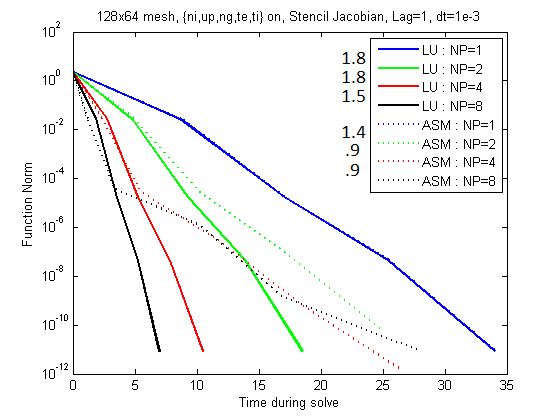 128x64 mesh, {ni,up,ng,te,ti} on, Stencil Jacobian, Lag=1, dt=1e-3
10^2
10^0
10^-2
10^-4
10^-6
10^-8
10^-10
10^-12
Function Norm
0
5
10
15
20
25
30
35
Time during solve
1.8
1.8
1.5
1.4
.9
.9
LU : NP=1
LU : NP=2
LU : NP=4
LU : NP=8
ASM : NP=1
ASM : NP=2
ASM : NP=4
ASM : NP=8